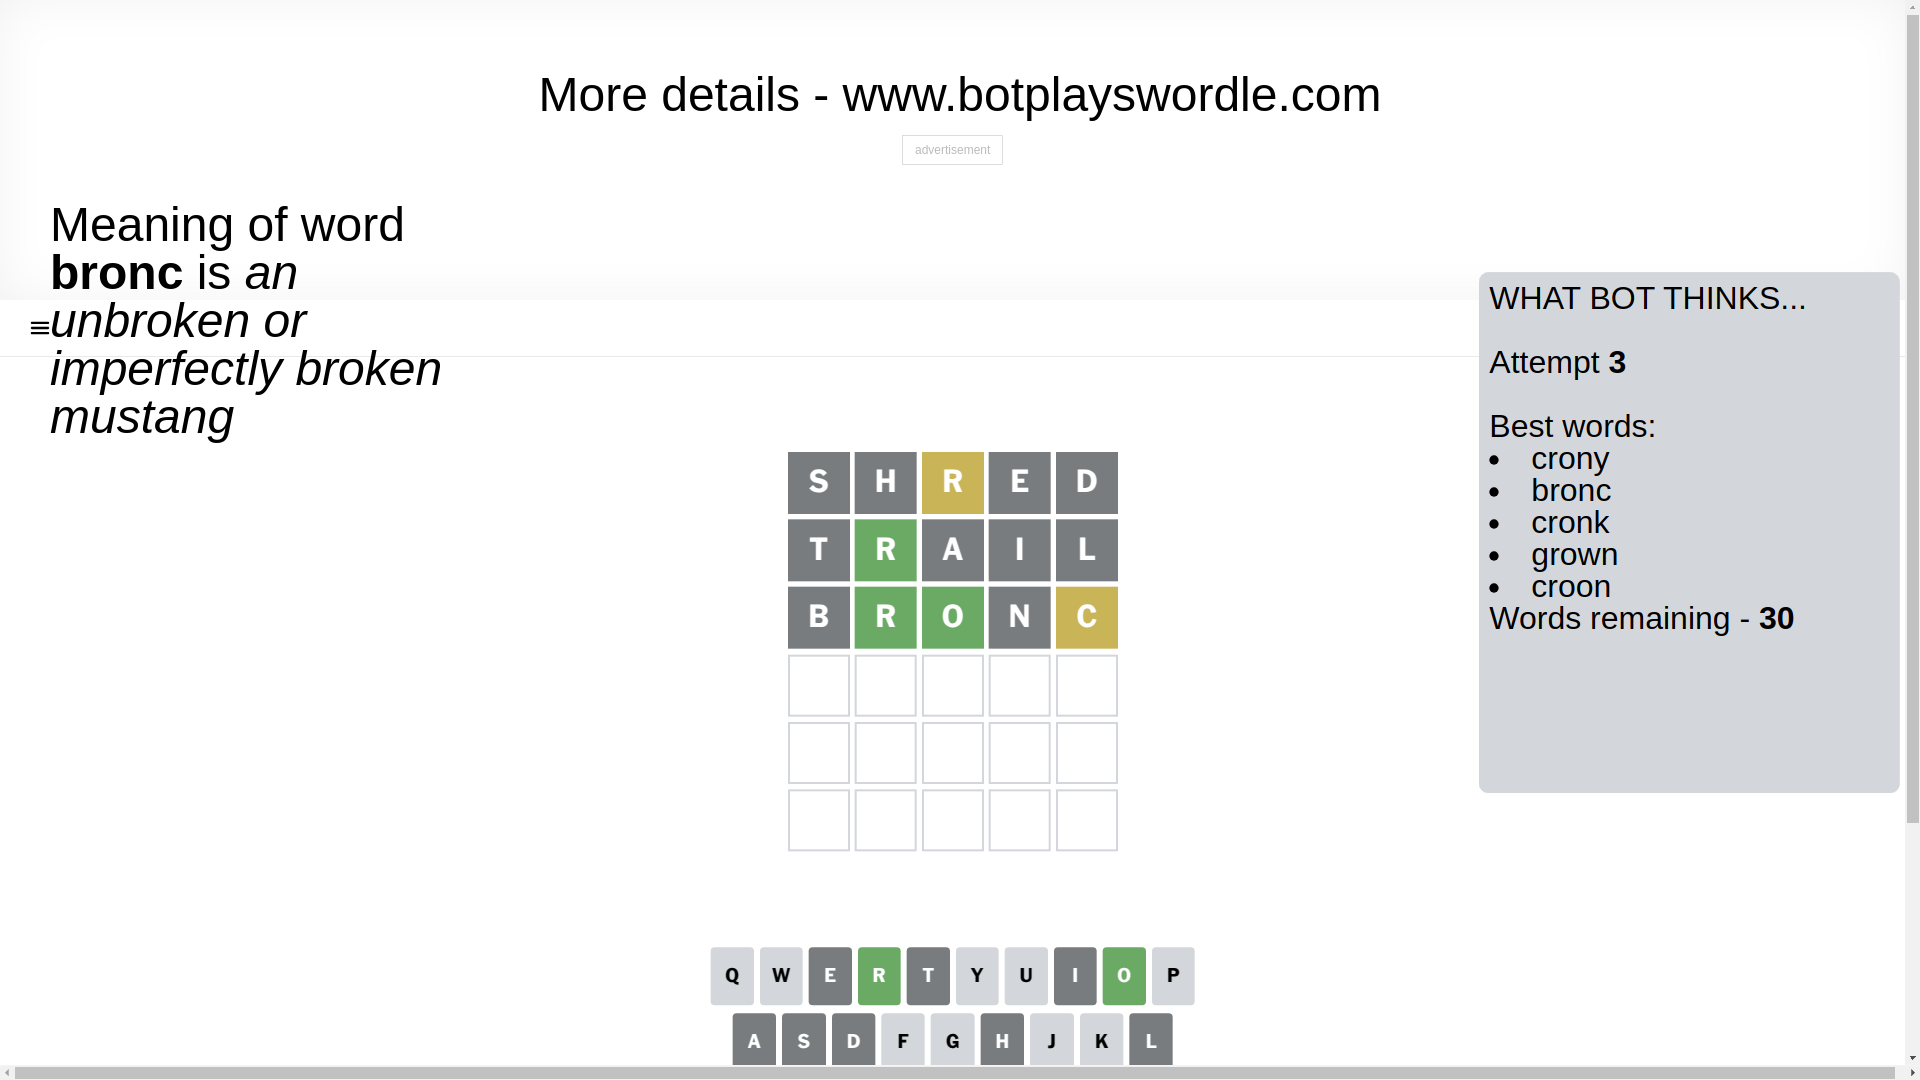 More details - www.botplayswordle.com
advertisement
Meaning of word
bronc is an
unbroken or
imperfectly broken
mustang
WHAT BOT THINKS...
Attempt 3
Best words:
• crony
• bronc
• cronk
• grown
• croon
Words remaining - 30
S H R E D
T R A I L
B R O N C
Q W E R T Y U I O P
A S D F G H J K L